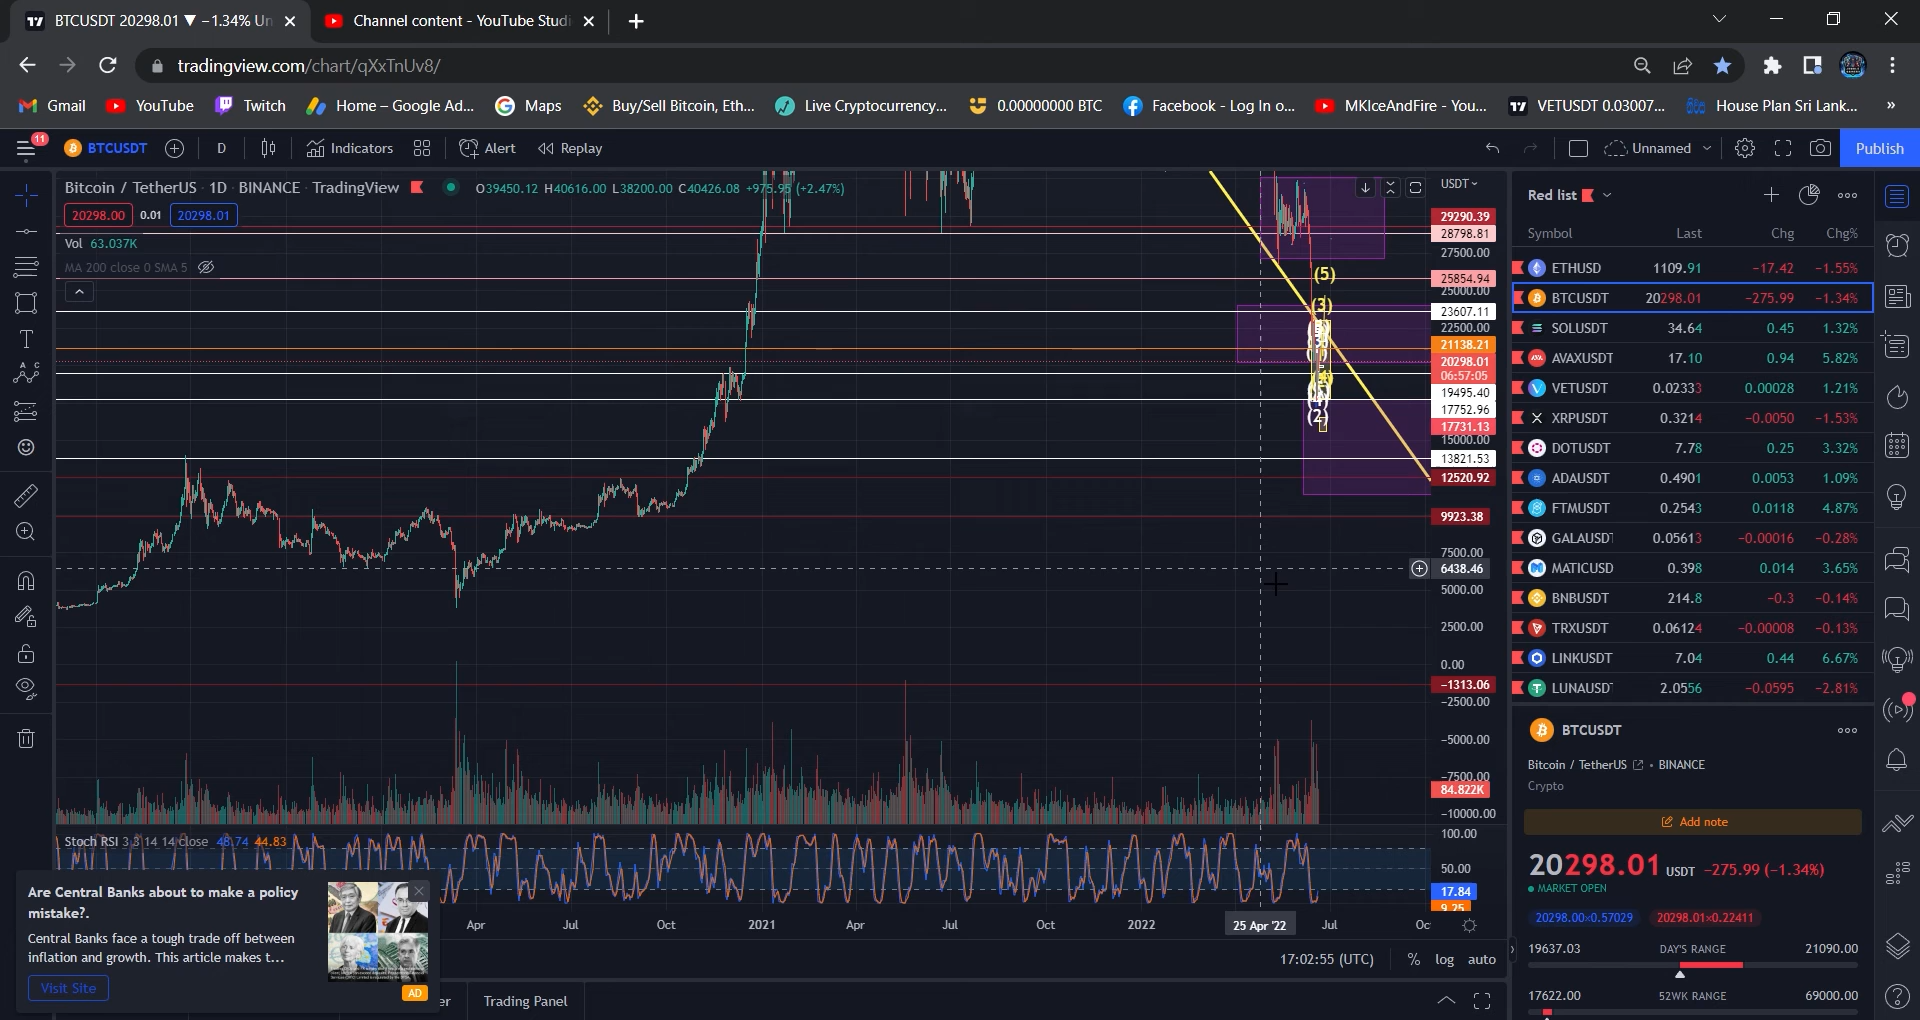 BTCUSDT 20298.01 ▼ −1.34% Un
Channel content - YouTube Studi
tradingview.com/chart/qXxTnUv8/
Gmail
YouTube
Twitch
Home – Google Ad...
Maps
Buy/Sell Bitcoin, Eth...
Live Cryptocurrency...
0.00000000 BTC
Facebook - Log In o...
MKIceAndFire - You...
VETUSDT 0.03007...
House Plan Sri Lank...
»
11
BTCUSDT
D
Indicators
Alert
Replay
Unnamed
Publish
Bitcoin / TetherUS · 1D · BINANCE · TradingView
O39450.12 H40616.00 L38200.00 C40426.08 +975.95 (+2.47%)
20298.00 0.01 20298.01
Vol 63.037K
MA 200 close 0 SMA 5
(5)
(3)
(4)
(2)
USDT
29290.39
28798.81
27500.00
25854.94
25000.00
23607.11
22500.00
21138.21
20298.01
06:57:05
19495.40
17752.96
17731.13
15000.00
13821.53
12520.92
9923.38
7500.00
6438.46
5000.00
2500.00
0.00
−1313.06
−2500.00
−5000.00
−7500.00
84.822K
−10000.00
Stoch RSI 3 3 14 14 close 48.74 44.83
100.00
50.00
17.84
9.25
Apr
Jul
Oct
2021
Apr
Jul
Oct
2022
25 Apr '22
Jul
Oc
17:02:55 (UTC)
%
log
auto
er
Trading Panel
Are Central Banks about to make a policy
mistake?.
Central Banks face a tough trade off between
inflation and growth. This article makes t...
Visit Site
AD
Red list
Symbol Last Chg Chg%
ETHUSD 1109.91 −17.42 −1.55%
BTCUSDT 20298.01 −275.99 −1.34%
SOLUSDT 34.64 0.45 1.32%
AVAXUSDT 17.10 0.94 5.82%
VETUSDT 0.02333 0.00028 1.21%
XRPUSDT 0.3214 −0.0050 −1.53%
DOTUSDT 7.78 0.25 3.32%
ADAUSDT 0.4901 0.0053 1.09%
FTMUSDT 0.2543 0.0118 4.87%
GALAUSDT 0.05613 −0.00016 −0.28%
MATICUSD 0.398 0.014 3.65%
BNBUSDT 214.8 −0.3 −0.14%
TRXUSDT 0.06124 −0.00008 −0.13%
LINKUSDT 7.04 0.44 6.67%
LUNAUSDT 2.0556 −0.0595 −2.81%
BTCUSDT
Bitcoin / TetherUS • BINANCE
Crypto
Add note
20298.01 USDT −275.99 (−1.34%)
MARKET OPEN
20298.00×0.57029 20298.01×0.22411
19637.03 DAY'S RANGE 21090.00
17622.00 52WK RANGE 69000.00